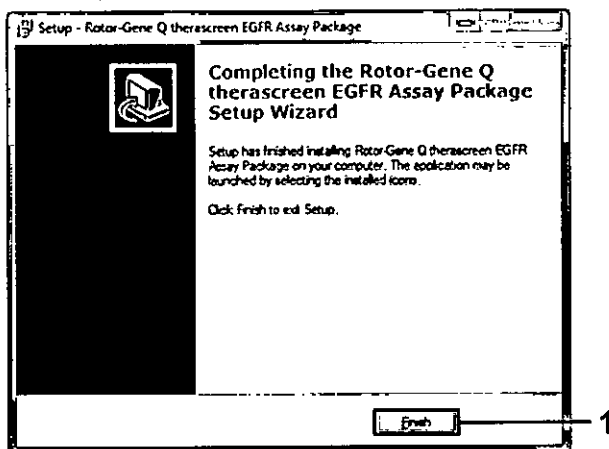 Setup - Rotor-Gene Q therascreen EGFR Assay Package
Completing the Rotor-Gene Q
therascreen EGFR Assay Package
Setup Wizard
Setup has finished installing Rotor-Gene Q therascreen EGFR
Assay Package on your computer. The application may be
launched by selecting the installed icons.
Click Finish to exit Setup.
Finish
1